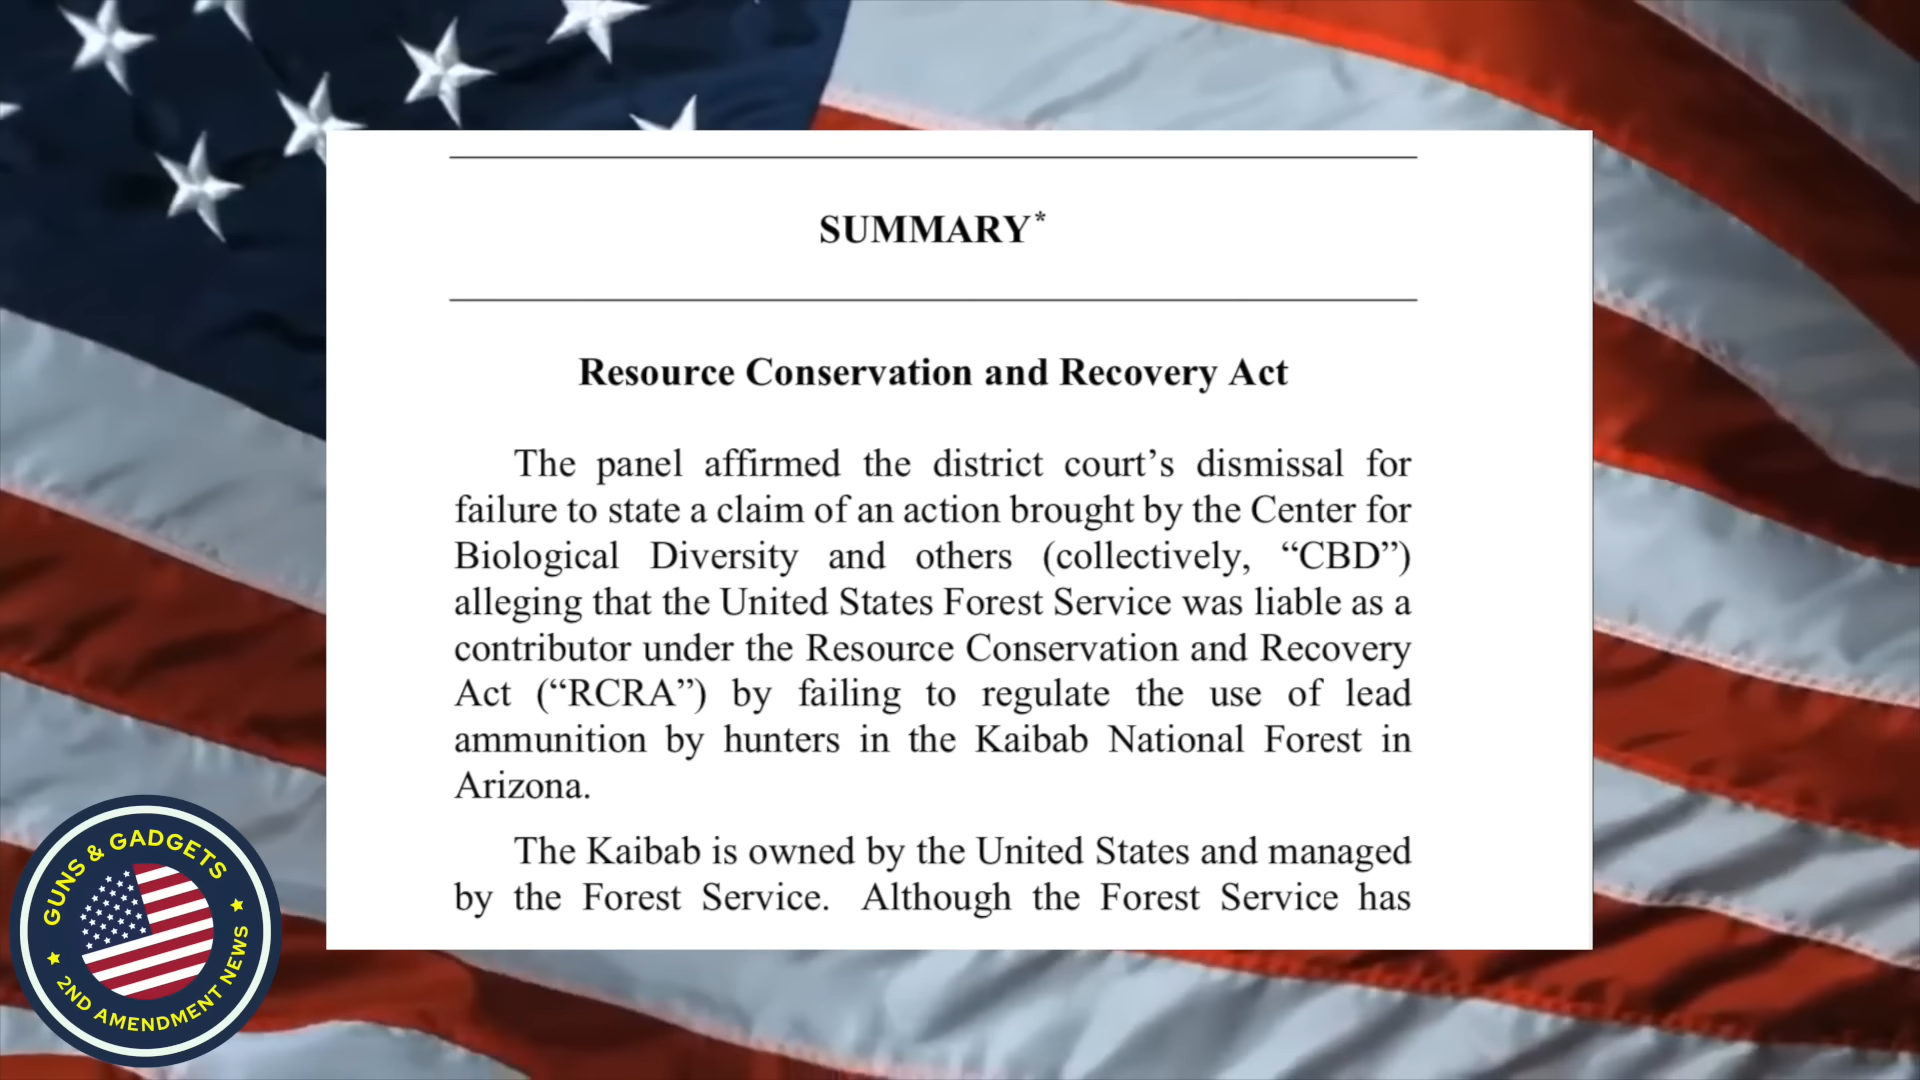 SUMMARY*
Resource Conservation and Recovery Act
The panel affirmed the district court’s dismissal for
failure to state a claim of an action brought by the Center for
Biological Diversity and others (collectively, “CBD”)
alleging that the United States Forest Service was liable as a
contributor under the Resource Conservation and Recovery
Act (“RCRA”) by failing to regulate the use of lead
ammunition by hunters in the Kaibab National Forest in
Arizona.
The Kaibab is owned by the United States and managed
by the Forest Service. Although the Forest Service has
GUNS & GADGETS
2ND AMENDMENT NEWS